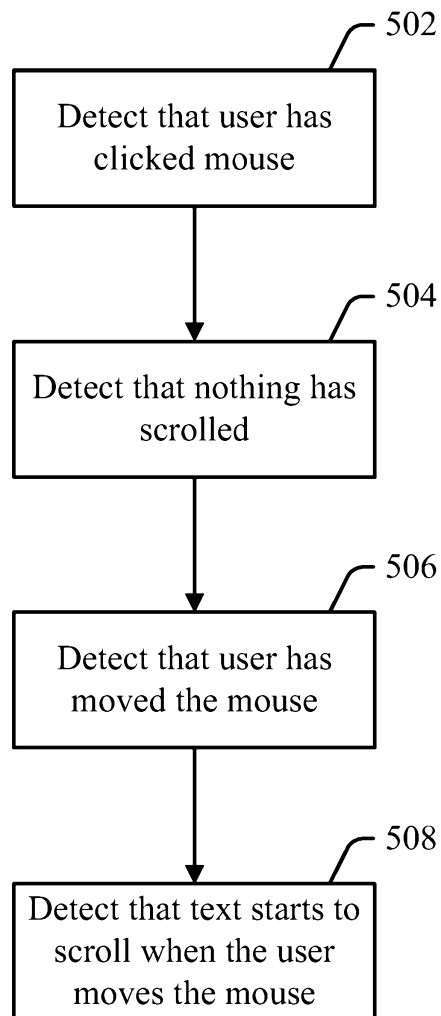 502
Detect that user has
clicked mouse
504
Detect that nothing has
scrolled
506
Detect that user has
moved the mouse
508
Detect that text starts to
scroll when the user
moves the mouse